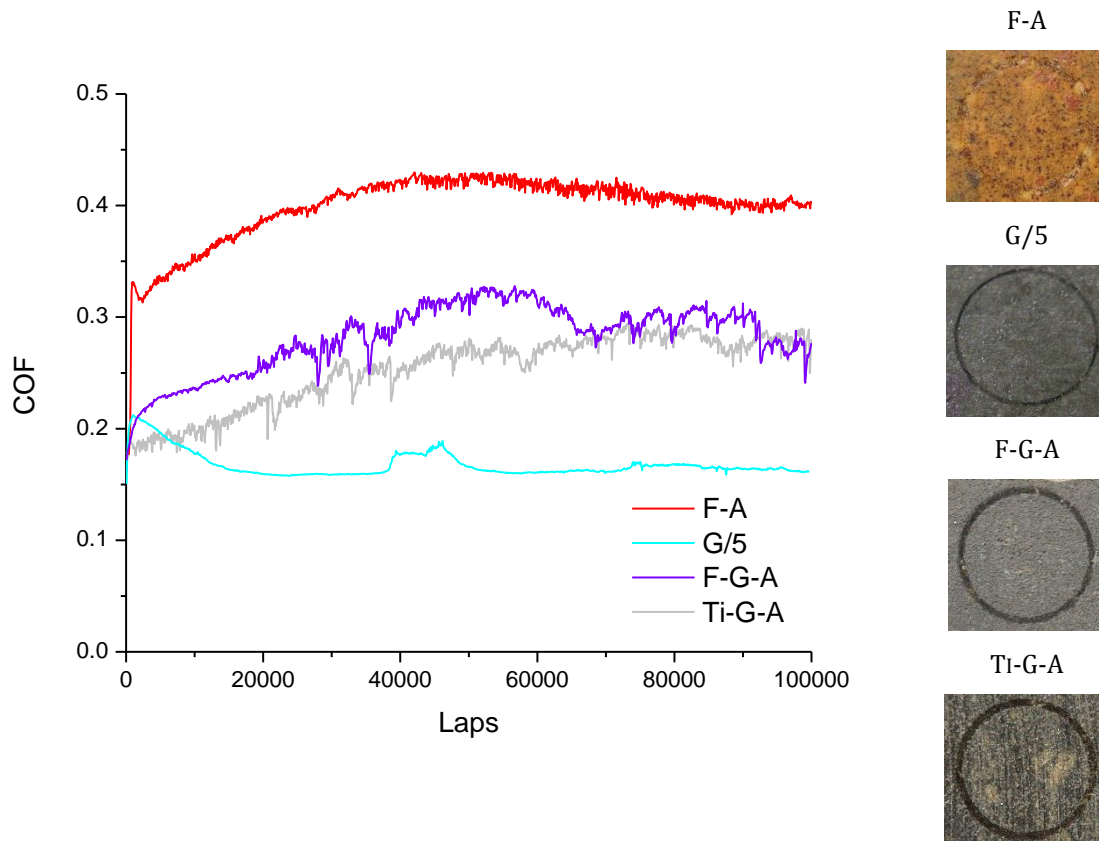 0.5
0.4
0.3
0.2
0.1
0.0
COF
0
20000
40000
60000
80000
100000
Laps
F-A
G/5
F-G-A
Ti-G-A
F-A
G/5
F-G-A
TI-G-A